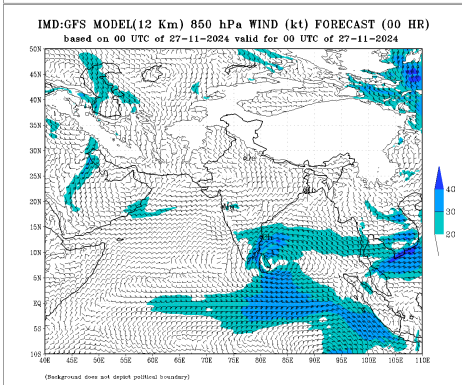 IMD:GFS MODEL(12 Km) 850 hPa WIND (kt) FORECAST (00 HR)
based on 00 UTC of 27-11-2024 valid for 00 UTC of 27-11-2024
50N
45N
40N
35N
30N
25N
20N
15N
10N
5N
EQ
5S
10S
40E 45E 50E 55E 60E 65E 70E 75E 80E 85E 90E 95E 100E 105E 110E
40
30
20
(Background does not depict political boundary)